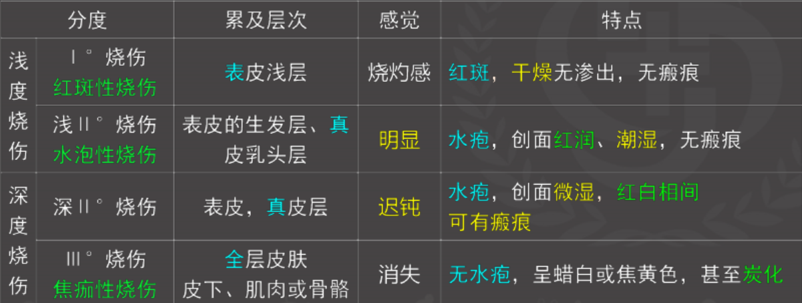 分度 累及层次 感觉 特点
浅度烧伤
Ⅰ° 烧伤
红斑性烧伤
表皮浅层
烧灼感
红斑，干燥无渗出，无瘢痕
浅Ⅱ° 烧伤
水泡性烧伤
表皮的生发层、真
皮乳头层
明显
水疱，创面红润、潮湿，无瘢痕
深度烧伤
深Ⅱ° 烧伤
表皮，真皮层
迟钝
水疱，创面微湿，红白相间
可有瘢痕
Ⅲ° 烧伤
焦痂性烧伤
全层皮肤
皮下、肌肉或骨骼
消失
无水疱，呈蜡白或焦黄色，甚至炭化